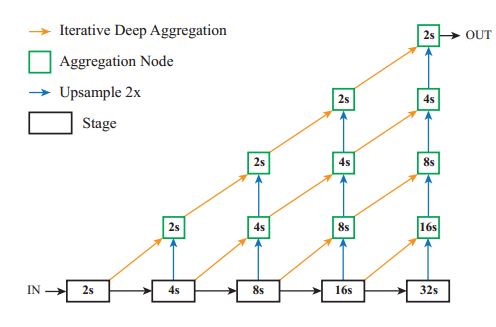 Iterative Deep Aggregation
Aggregation Node
Upsample 2x
Stage
2s OUT
2s 4s
2s 4s 8s
2s 4s 8s 16s
IN 2s 4s 8s 16s 32s